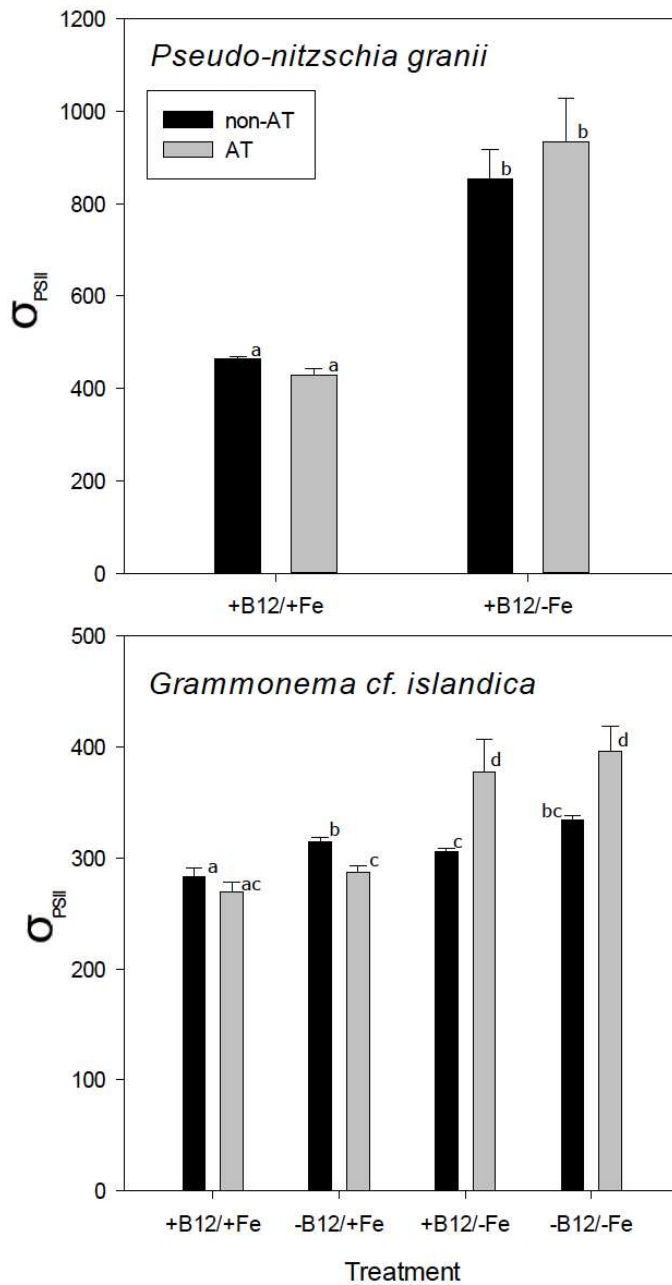 1200
1000
800
600
400
200
0
σPSII
Pseudo-nitzschia granii
non-AT
AT
a
a
b
b
+B12/+Fe
+B12/-Fe
500
400
300
200
100
0
σPSII
Grammonema cf. islandica
a
ac
b
c
c
d
bc
d
+B12/+Fe
-B12/+Fe
+B12/-Fe
-B12/-Fe
Treatment